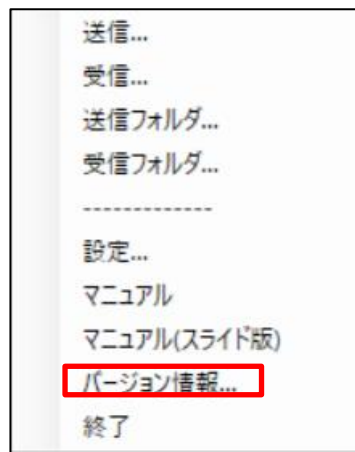 送信...
受信...
送信フォルダ...
受信フォルダ...
-------------
設定...
マニュアル
マニュアル(スライド版)
バージョン情報...
終了